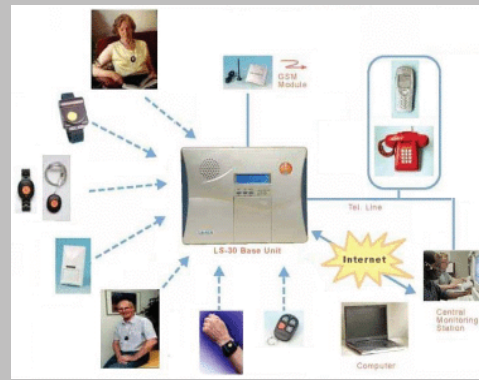 GSM
Module
Tel. Line
LS-30 Base Unit
Internet
Central
Monitoring
Station
Computer